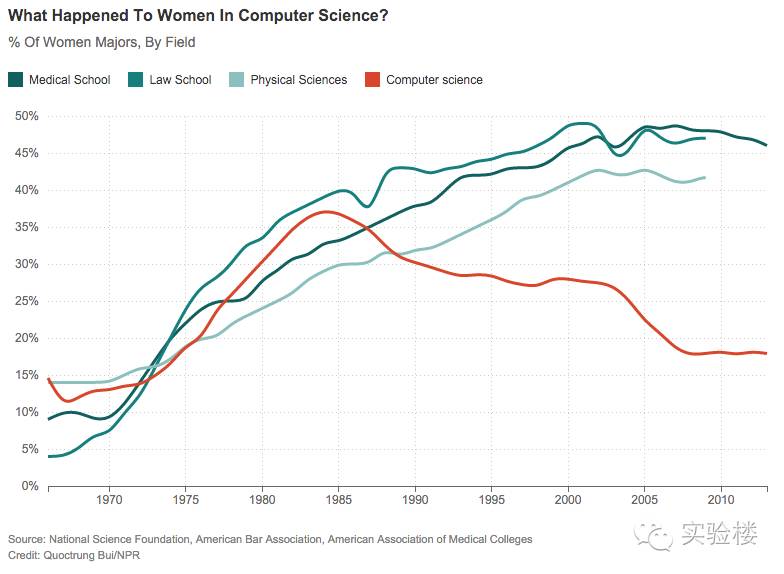 What Happened To Women In Computer Science?
% Of Women Majors, By Field
Medical School Law School Physical Sciences Computer science
50%
45%
40%
35%
30%
25%
20%
15%
10%
5%
0%
1970 1975 1980 1985 1990 1995 2000 2005 2010
Source: National Science Foundation, American Bar Association, American Association of Medical Colleges
Credit: Quoctrung Bui/NPR
实验楼